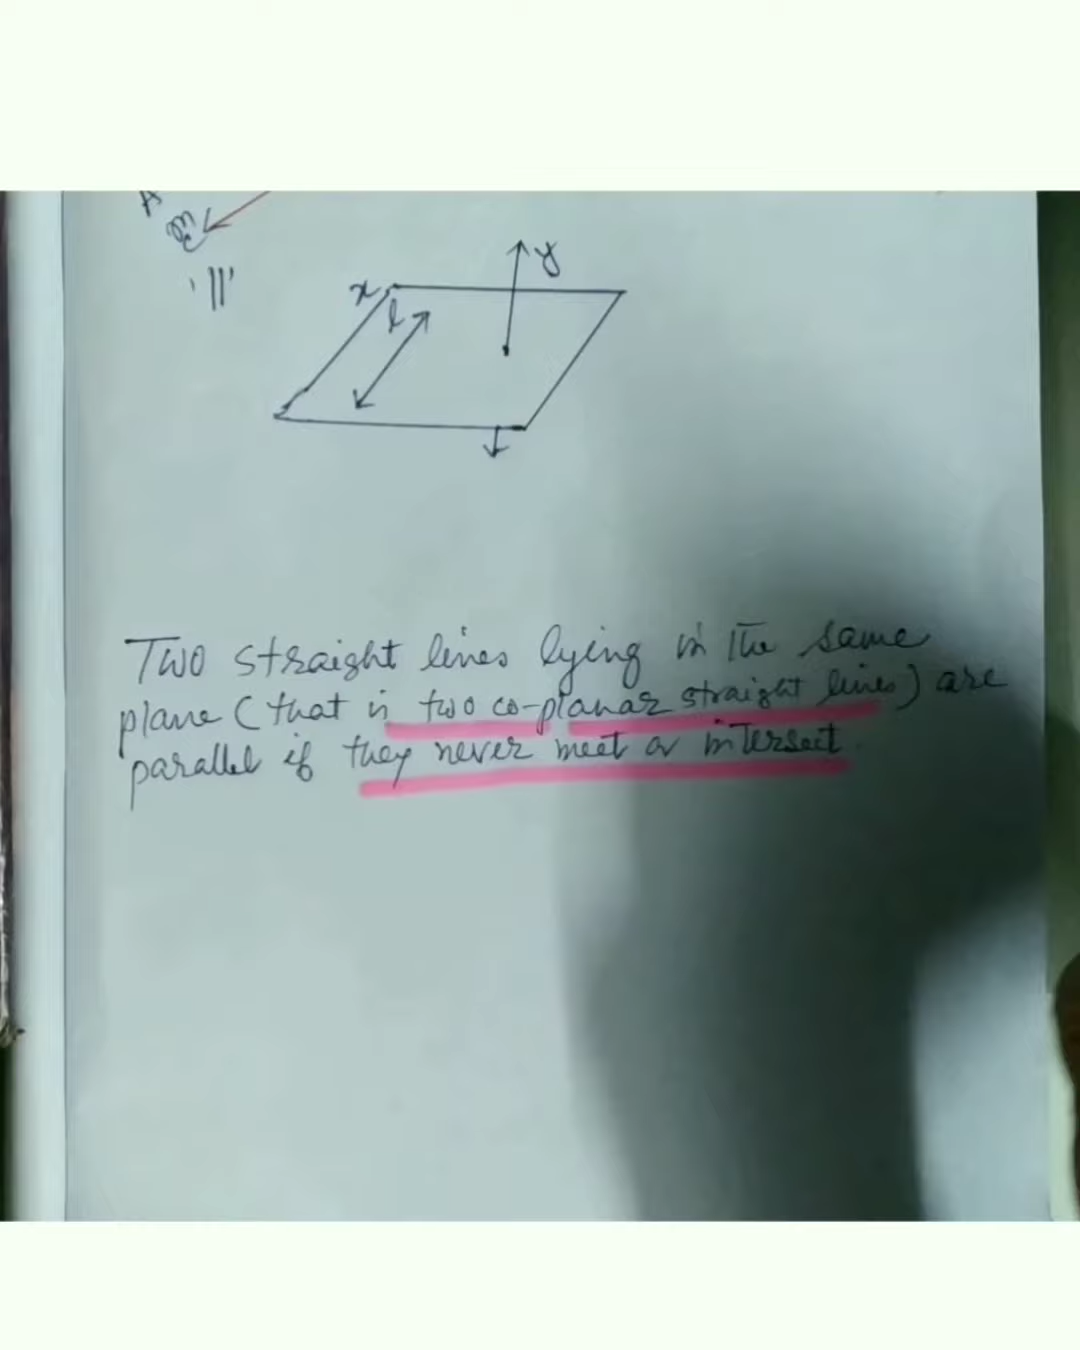 '||'
x
l
y
Two straight lines lying in the same
plane (that is two co-planar straight lines) are
parallel if they never meet or intersect